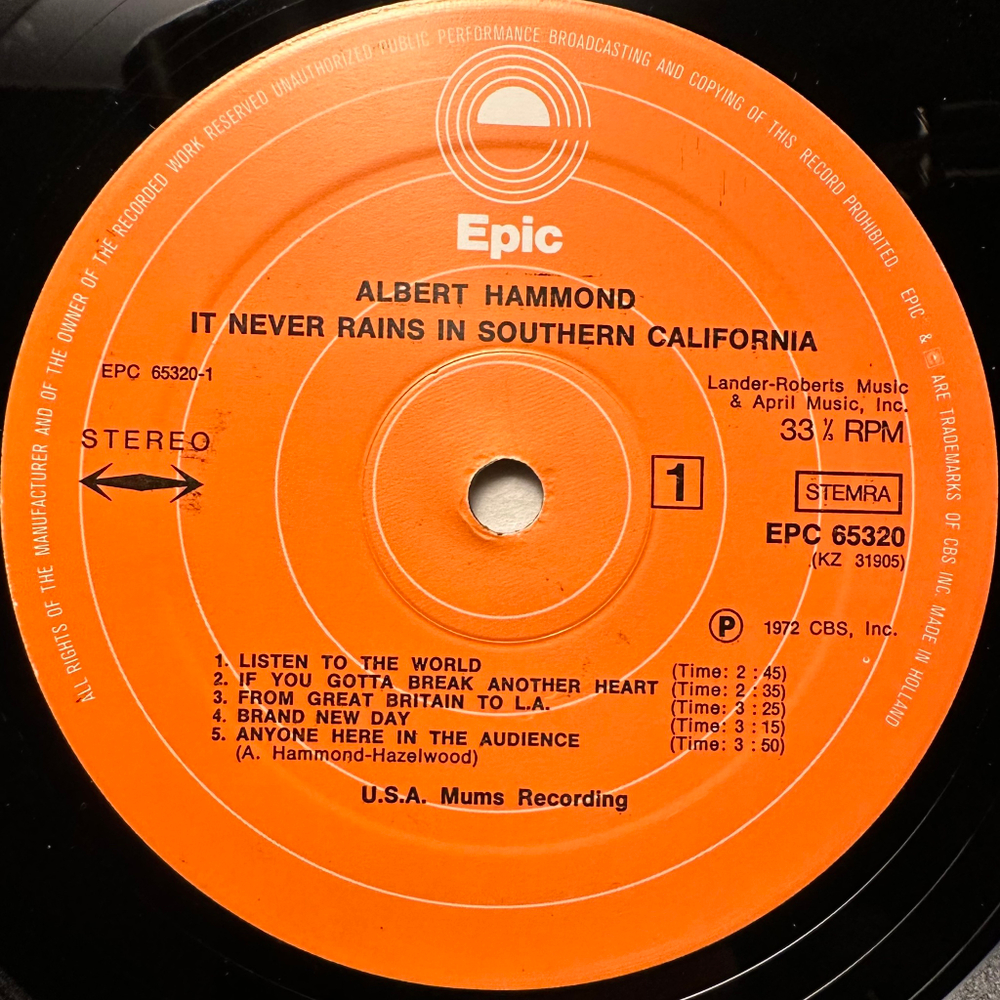 ALL RIGHTS OF THE MANUFACTURER AND OF THE OWNER OF THE RECORDED WORK RESERVED UNAUTHORIZED PUBLIC PERFORMANCE BROADCASTING AND COPYING OF THIS RECORD PROHIBITED. EPIC & ARE TRADEMARKS OF CBS INC. MADE IN HOLLAND
Epic
ALBERT HAMMOND
IT NEVER RAINS IN SOUTHERN CALIFORNIA
EPC 65320-1
Lander-Roberts Music
& April Music, Inc.
33 ⅓ RPM
STEREO
1
STEMRA
EPC 65320
(KZ 31905)
Ⓟ 1972 CBS, Inc.
1. LISTEN TO THE WORLD (Time: 2 : 45)
2. IF YOU GOTTA BREAK ANOTHER HEART (Time: 2 : 35)
3. FROM GREAT BRITAIN TO L.A. (Time: 3 : 25)
4. BRAND NEW DAY (Time: 3 : 15)
5. ANYONE HERE IN THE AUDIENCE (Time: 3 : 50)
(A. Hammond-Hazelwood)
U.S.A. Mums Recording